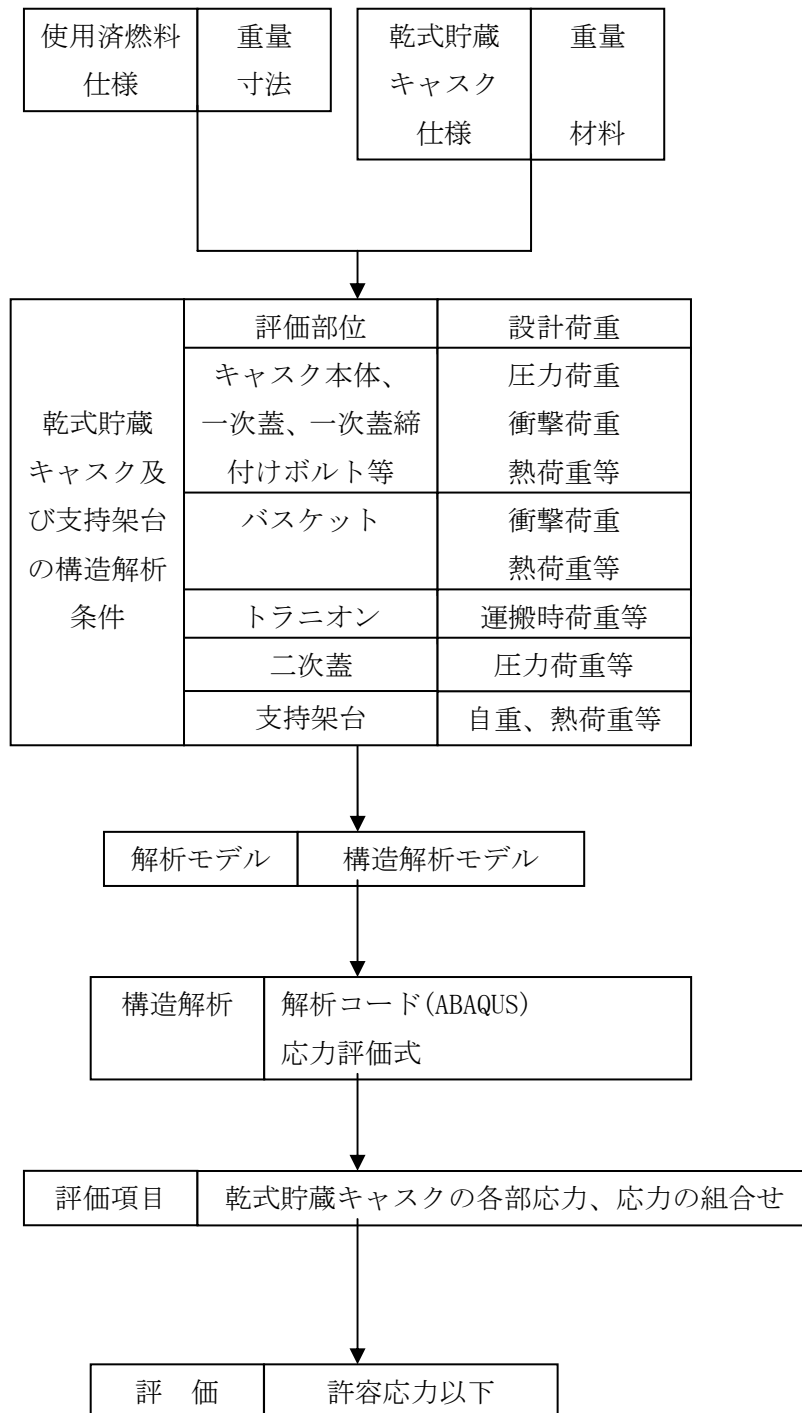 使用済燃料
仕様
重量
寸法
乾式貯蔵
キャスク
仕様
重量
材料
乾式貯蔵
キャスク及
び支持架台
の構造解析
条件
評価部位
設計荷重
キャスク本体、
一次蓋、一次蓋締
付けボルト等
圧力荷重
衝撃荷重
熱荷重等
バスケット
衝撃荷重
熱荷重等
トラニオン
運搬時荷重等
二次蓋
圧力荷重等
支持架台
自重、熱荷重等
解析モデル
構造解析モデル
構造解析
解析コード(ABAQUS)
応力評価式
評価項目
乾式貯蔵キャスクの各部応力、応力の組合せ
評　価
許容応力以下